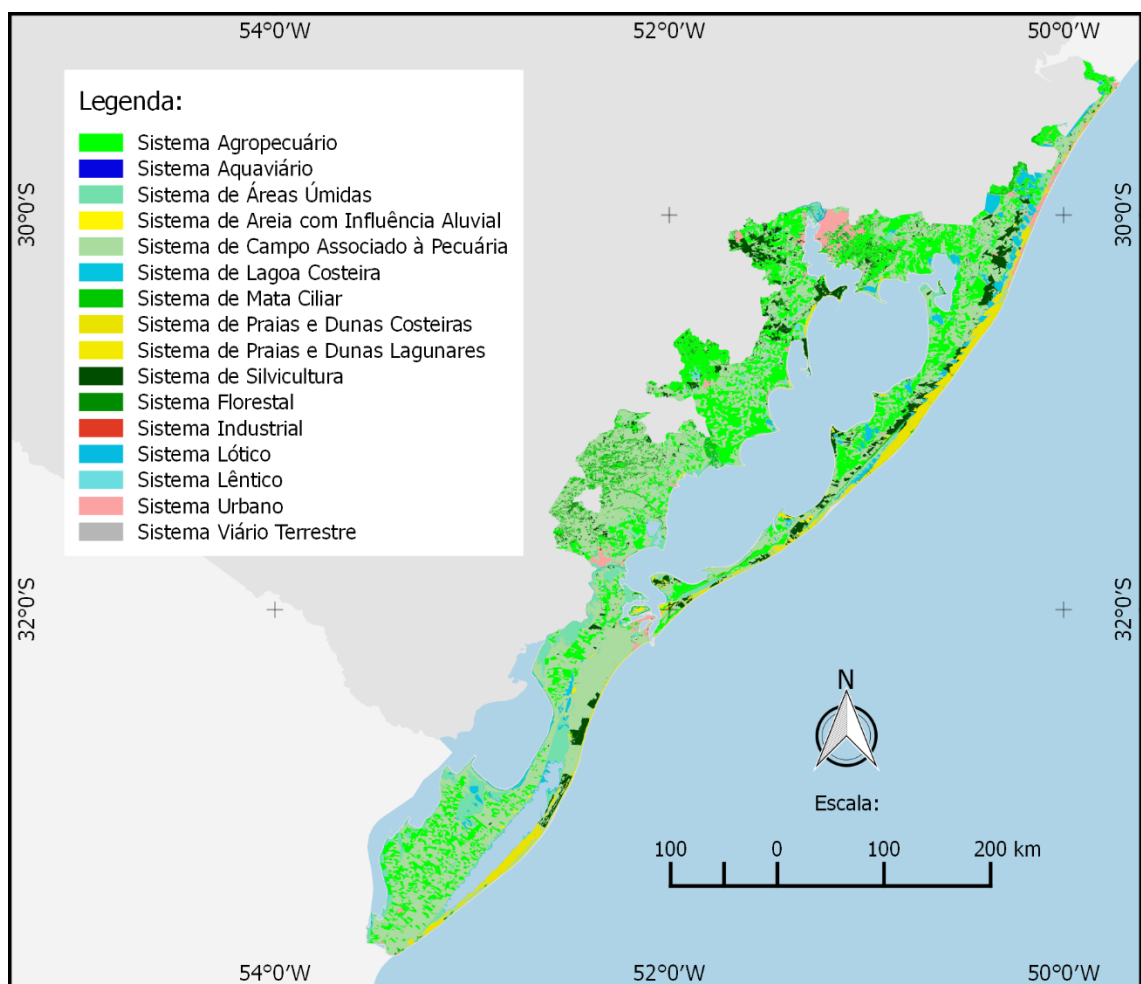 54°0'W 52°0'W 50°0'W
Legenda:
Sistema Agropecuário
Sistema Aquaviário
Sistema de Áreas Úmidas
Sistema de Areia com Influência Aluvial
Sistema de Campo Associado à Pecuária
Sistema de Lagoa Costeira
Sistema de Mata Ciliar
Sistema de Praias e Dunas Costeiras
Sistema de Praias e Dunas Lagunares
Sistema de Silvicultura
Sistema Florestal
Sistema Industrial
Sistema Lótico
Sistema Lêntico
Sistema Urbano
Sistema Viário Terrestre
30°0'S 30°0'S
32°0'S 32°0'S
N
Escala:
100 0 100 200 km
54°0'W 52°0'W 50°0'W